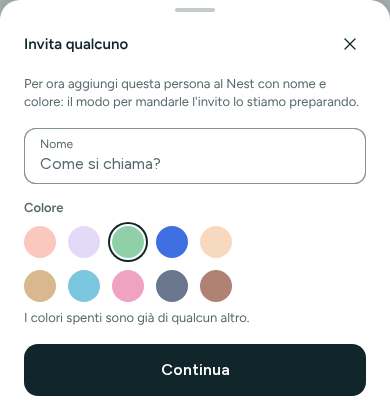 Invita qualcuno
Per ora aggiungi questa persona al Nest con nome e
colore: il modo per mandarle l'invito lo stiamo preparando.
Nome
Come si chiama?
Colore
I colori spenti sono già di qualcun altro.
Continua